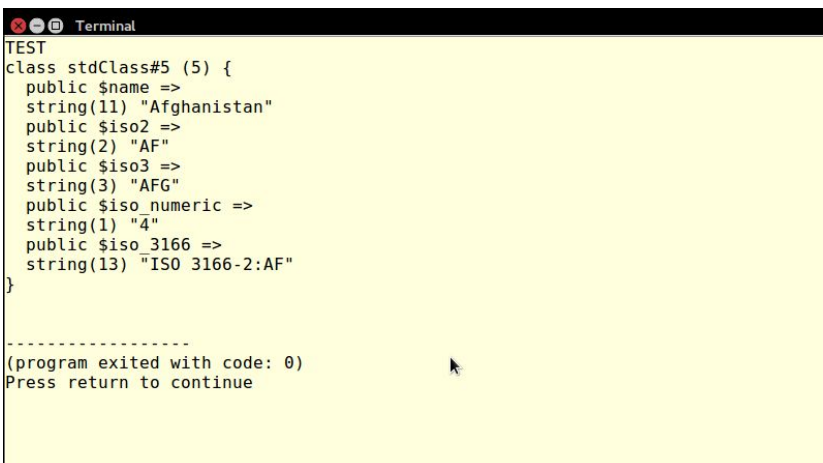 Terminal
TEST
class stdClass#5 (5) {
  public $name =>
  string(11) "Afghanistan"
  public $iso2 =>
  string(2) "AF"
  public $iso3 =>
  string(3) "AFG"
  public $iso_numeric =>
  string(1) "4"
  public $iso_3166 =>
  string(13) "ISO 3166-2:AF"
}
------------------
(program exited with code: 0)
Press return to continue